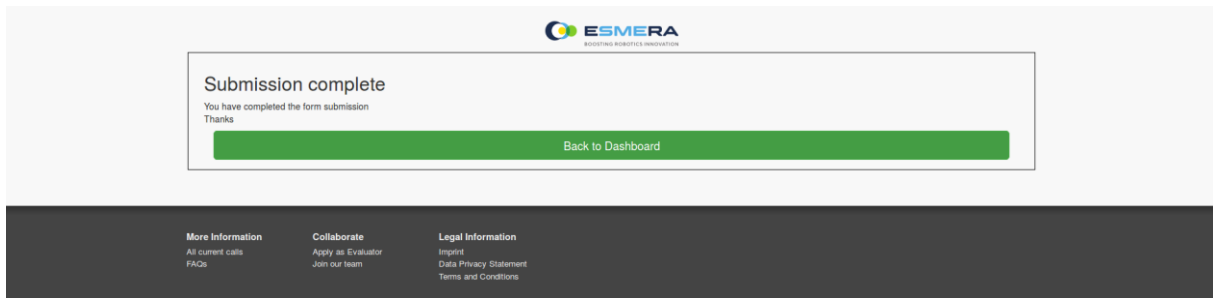 ESMERA
BOOSTING ROBOTICS INNOVATION
Submission complete
You have completed the form submission
Thanks
Back to Dashboard
More Information
All current calls
FAQs
Collaborate
Apply as Evaluator
Join our team
Legal Information
Imprint
Data Privacy Statement
Terms and Conditions